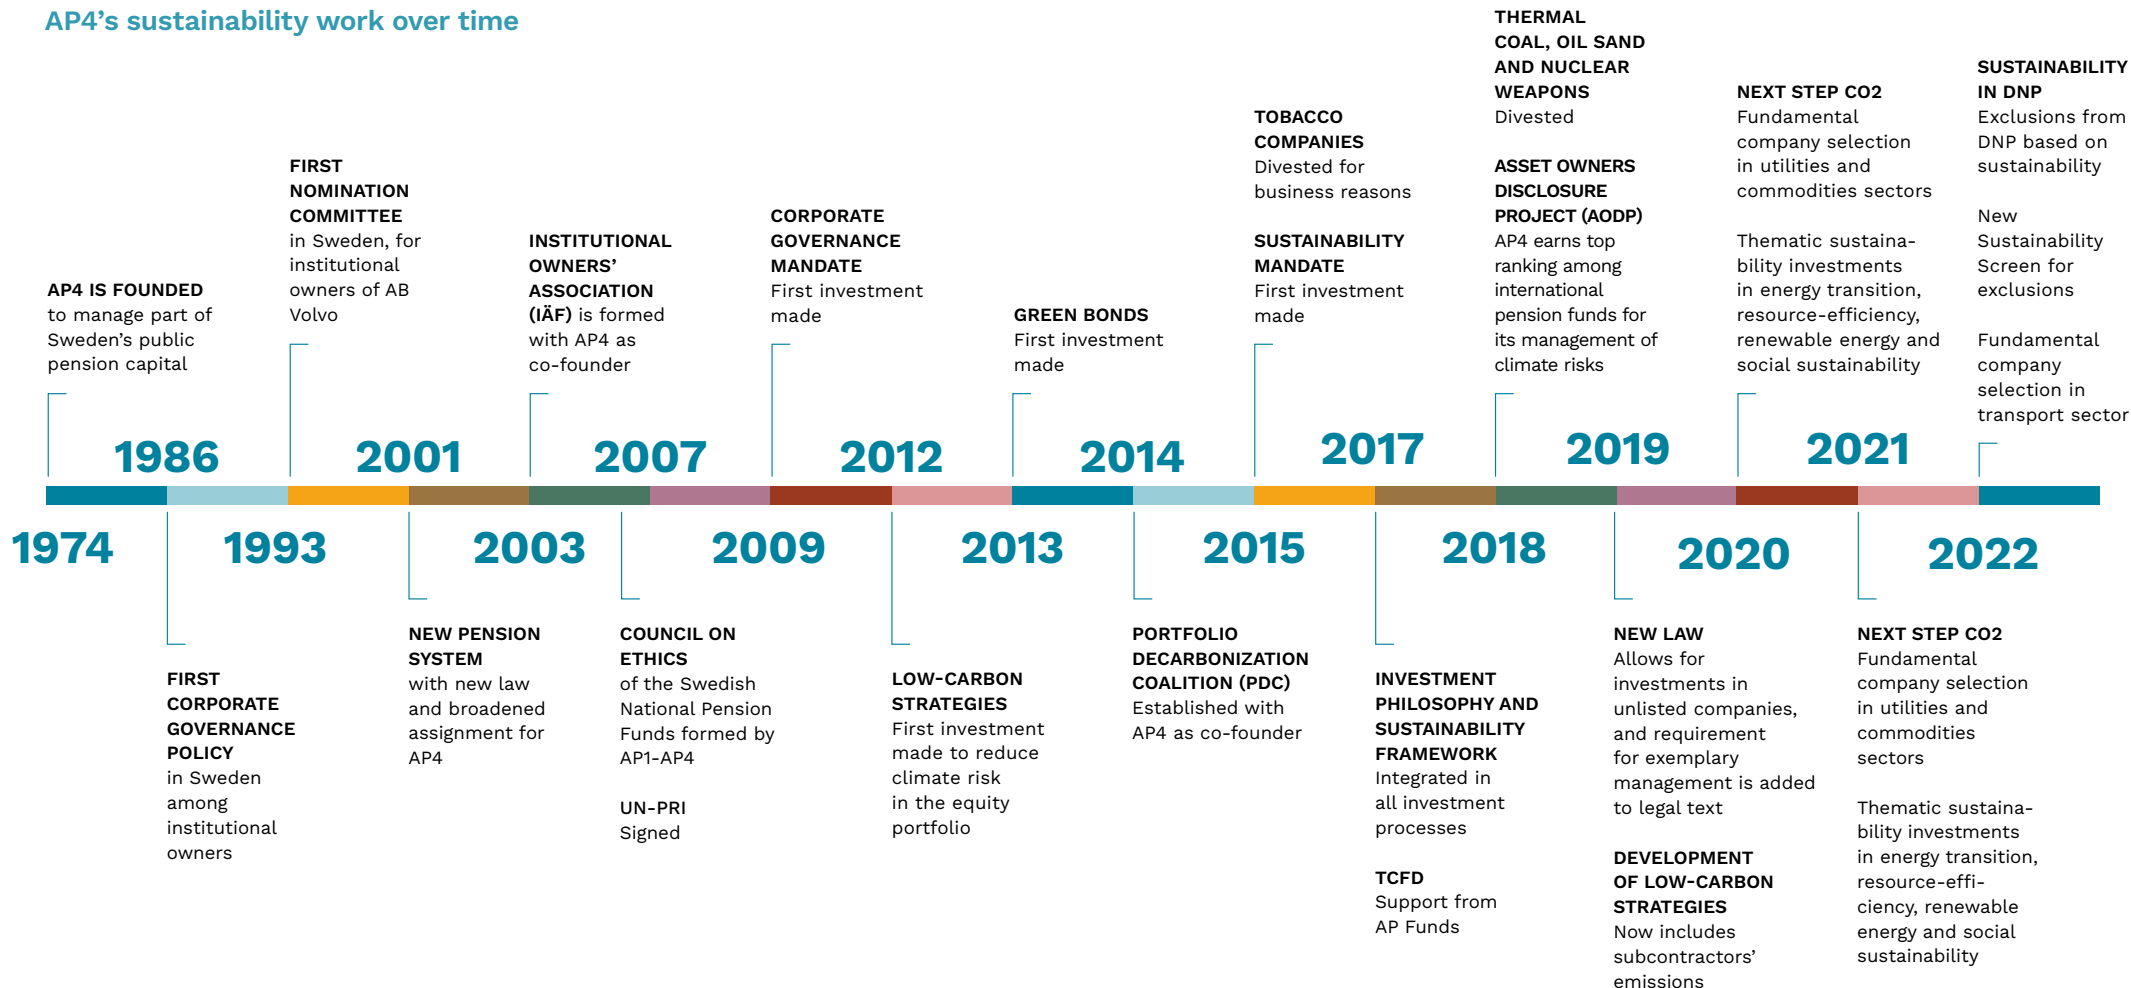 AP4's sustainability work over time
AP4 IS FOUNDED
to manage part of
Sweden's public
pension capital
FIRST
NOMINATION
COMMITTEE
in Sweden, for
institutional
owners of AB
Volvo
INSTITUTIONAL
OWNERS'
ASSOCIATION
(IÄF) is formed
with AP4 as
co-founder
CORPORATE
GOVERNANCE
MANDATE
First investment
made
GREEN BONDS
First investment
made
TOBACCO
COMPANIES
Divested for
business reasons
SUSTAINABILITY
MANDATE
First investment
made
THERMAL
COAL, OIL SAND
AND NUCLEAR
WEAPONS
Divested
ASSET OWNERS
DISCLOSURE
PROJECT (AODP)
AP4 earns top
ranking among
international
pension funds for
its management of
climate risks
NEXT STEP CO2
Fundamental
company selection
in utilities and
commodities sectors
Thematic sustaina-
bility investments
in energy transition,
resource-efficiency,
renewable energy and
social sustainability
SUSTAINABILITY
IN DNP
Exclusions from
DNP based on
sustainability
New
Sustainability
Screen for
exclusions
Fundamental
company
selection in
transport sector
1986
2001
2007
2012
2014
2017
2019
2021
1974
1993
2003
2009
2013
2015
2018
2020
2022
FIRST
CORPORATE
GOVERNANCE
POLICY
in Sweden
among
institutional
owners
NEW PENSION
SYSTEM
with new law
and broadened
assignment for
AP4
COUNCIL ON
ETHICS
of the Swedish
National Pension
Funds formed by
AP1-AP4
UN-PRI
Signed
LOW-CARBON
STRATEGIES
First investment
made to reduce
climate risk
in the equity
portfolio
PORTFOLIO
DECARBONIZATION
COALITION (PDC)
Established with
AP4 as co-founder
INVESTMENT
PHILOSOPHY AND
SUSTAINABILITY
FRAMEWORK
Integrated in
all investment
processes
TCFD
Support from
AP Funds
NEW LAW
Allows for
investments in
unlisted companies,
and requirement
for exemplary
management is added
to legal text
DEVELOPMENT
OF LOW-CARBON
STRATEGIES
Now includes
subcontractors'
emissions
NEXT STEP CO2
Fundamental
company selection
in utilities and
commodities
sectors
Thematic sustaina-
bility investments
in energy transition,
resource-effi-
ciency, renewable
energy and social
sustainability